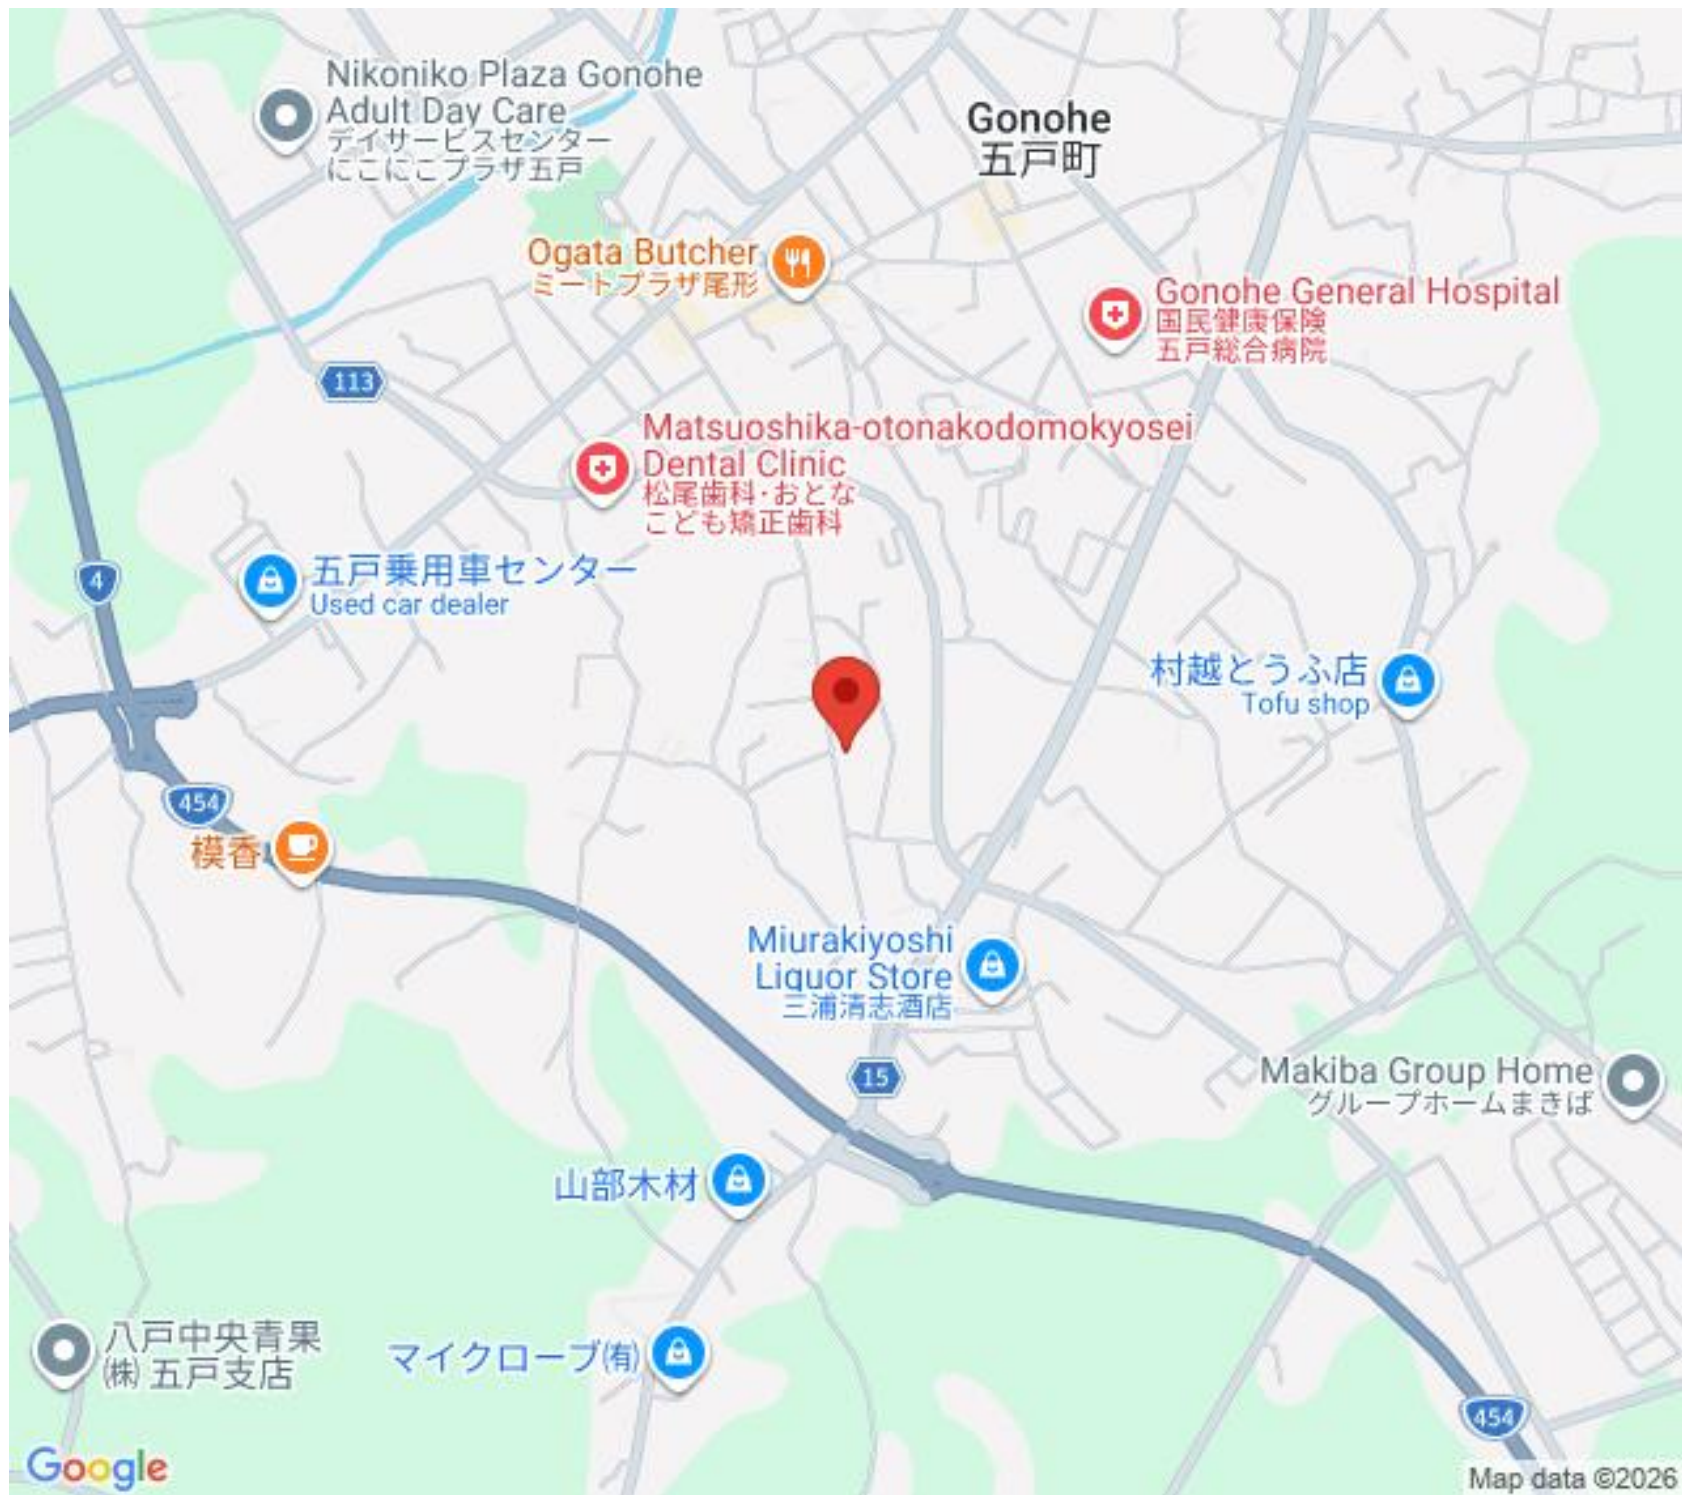 Nikoniko Plaza Gonohe
Adult Day Care
デイサービスセンター
にこにこプラザ五戸
Gonohe
五戸町
Ogata Butcher
ミートプラザ尾形
Gonohe General Hospital
国民健康保険
五戸総合病院
113
Matsuoshika-otonakodomokyosei
Dental Clinic
松尾歯科・おとな
こども矯正歯科
4
五戸乗用車センター
Used car dealer
村越とうふ店
Tofu shop
454
模香
Miurakiyoshi
Liquor Store
三浦清志酒店
15
Makiba Group Home
グループホームまきば
山部木材
八戸中央青果
㈱ 五戸支店
マイクローブ㈲
454
Google
Map data ©2026